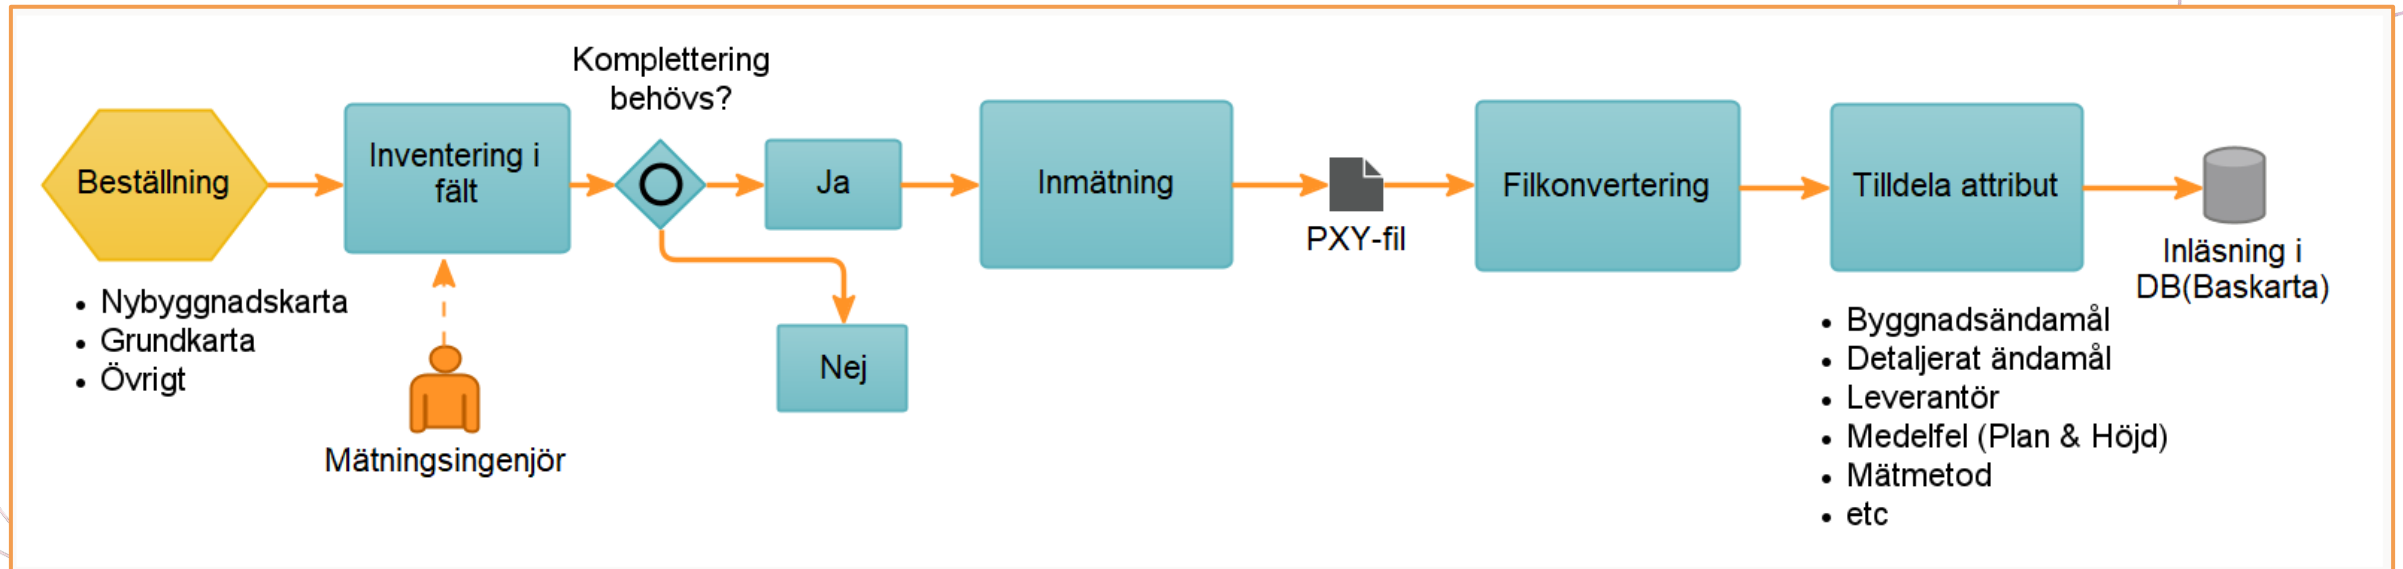 Komplettering
behövs?
Beställning
Inventering i
fält
Ja
Inmätning
PXY-fil
Filkonvertering
Tilldela attribut
Inläsning i
DB(Baskarta)
• Nybyggnadskarta
• Grundkarta
• Övrigt
Mätningsingenjör
Nej
• Byggnadsändamål
• Detaljerat ändamål
• Leverantör
• Medelfel (Plan & Höjd)
• Mätmetod
• etc